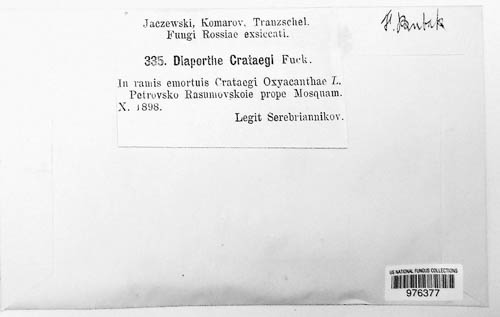 Jaczewski, Komarov, Tranzschel.
Fungi Rossiae exsiccati.
335. Diaporthe Crataegi Fuck.
In ramis emortuis Crataegi Oxyacanthae L.
Petrovsko Rasumovskoie prope Mosquam.
X. 1898.
Legit Serebriannikov.
US NATIONAL FUNGUS COLLECTIONS
976377